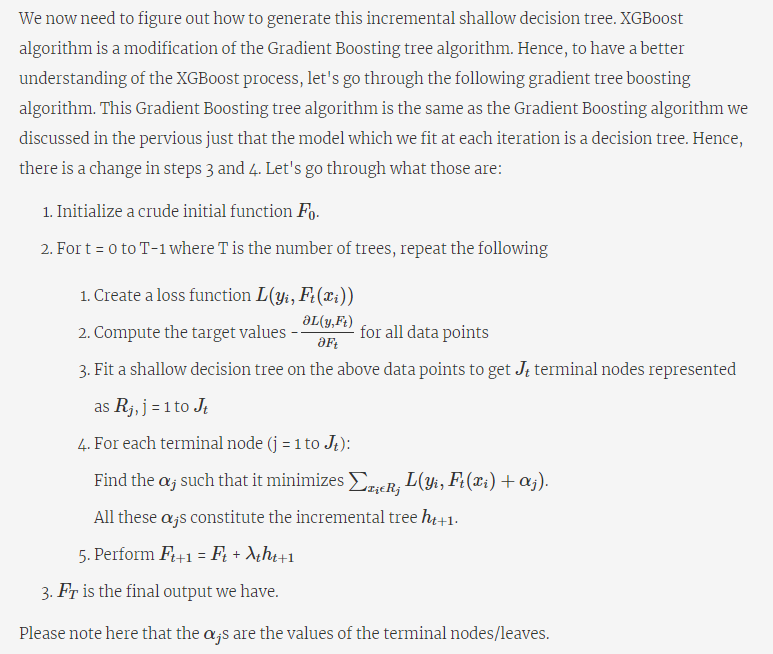 We now need to figure out how to generate this incremental shallow decision tree. XGBoost
algorithm is a modification of the Gradient Boosting tree algorithm. Hence, to have a better
understanding of the XGBoost process, let's go through the following gradient tree boosting
algorithm. This Gradient Boosting tree algorithm is the same as the Gradient Boosting algorithm we
discussed in the pervious just that the model which we fit at each iteration is a decision tree. Hence,
there is a change in steps 3 and 4. Let's go through what those are:
1. Initialize a crude initial function $F_0$.
2. For t = 0 to T-1 where T is the number of trees, repeat the following
1. Create a loss function $L(y_i, F_t(x_i))$
2. Compute the target values $-\frac{\partial L(y,F_t)}{\partial F_t}$ for all data points
3. Fit a shallow decision tree on the above data points to get $J_t$ terminal nodes represented
as $R_j$, j = 1 to $J_t$
4. For each terminal node (j = 1 to $J_t$):
Find the $\alpha_j$ such that it minimizes $\sum_{x_i \epsilon R_j} L(y_i, F_t(x_i) + \alpha_j)$.
All these $\alpha_j$s constitute the incremental tree $h_{t+1}$.
5. Perform $F_{t+1}$ = $F_t$ + $\lambda_t h_{t+1}$
3. $F_T$ is the final output we have.
Please note here that the $\alpha_j$s are the values of the terminal nodes/leaves.